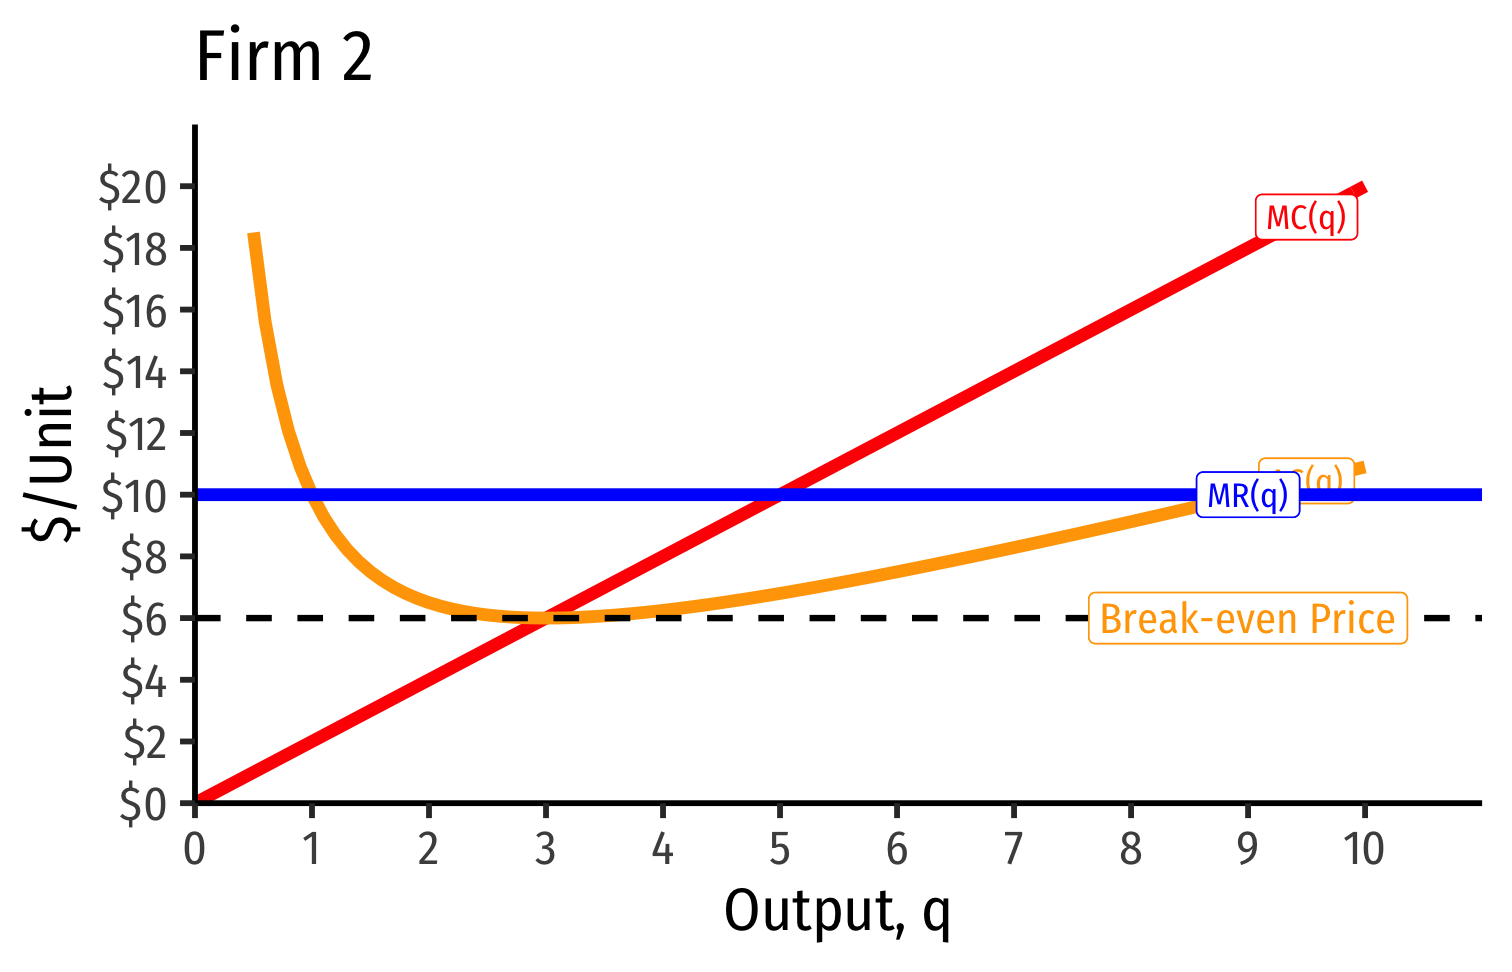 Firm 2
$/Unit
$20
$18
$16
$14
$12
$10
$8
$6
$4
$2
$0
MC(q)
MR(q)
Break-even Price
0 1 2 3 4 5 6 7 8 9 10
Output, q